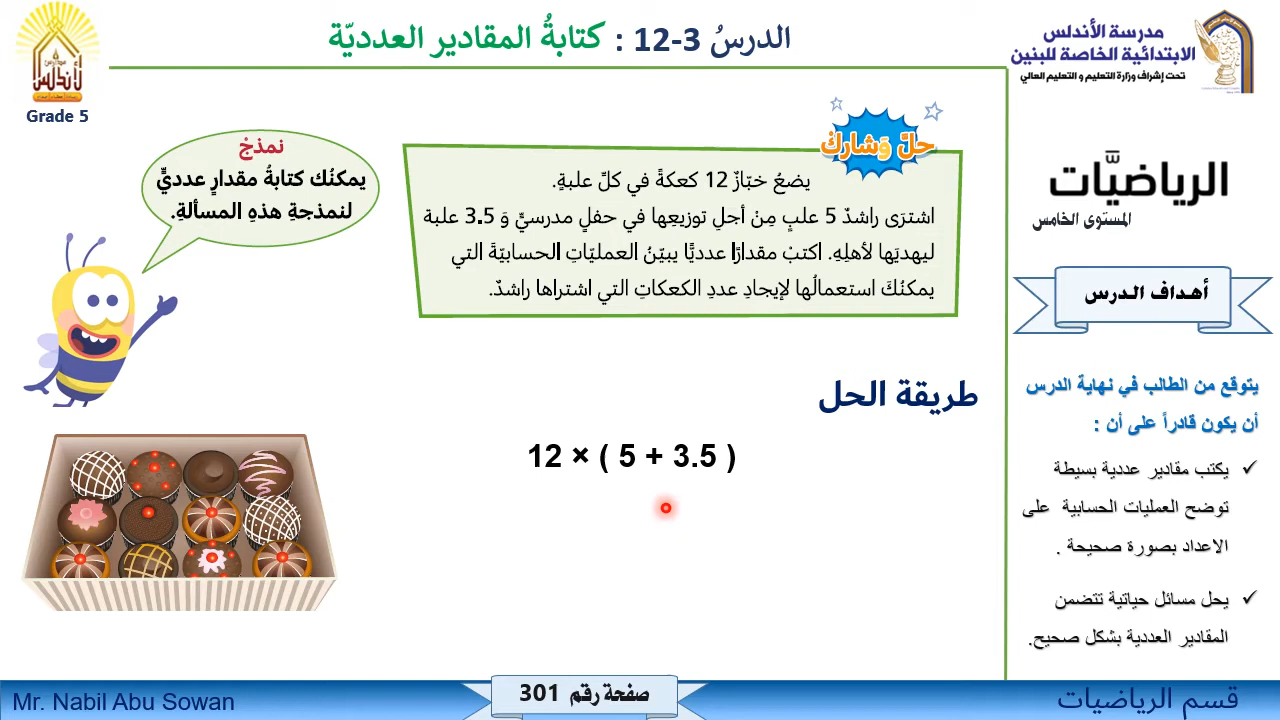 مدرسة الأندلس
الابتدائية الخاصة للبنين
تحت إشراف وزارة التعليم و التعليم العالي
الدرسُ 3-12 : كتابةُ المقادير العدديّة
Grade 5
الرياضيَّات
المستوى الخامس
أهداف الدرس
يتوقع من الطالب في نهاية الدرس
أن يكون قادراً على أن :
✓ يكتب مقادير عددية بسيطة
توضح العمليات الحسابية على
الاعداد بصورة صحيحة .
✓ يحل مسائل حياتية تتضمن
المقادير العددية بشكل صحيح.
حلّ وَشاركْ
يضعُ خبّازٌ 12 كعكةً في كلِّ علبةٍ.
اشترَى راشدٌ 5 علبٍ مِنْ أجلِ توزيعِها في حفلٍ مدرسيٍّ وَ 3.5 علبة
ليهديَها لأهلِهِ. اكتبْ مقدارًا عدديًّا يبيّنُ العمليّاتِ الحسابيّةَ التي
يمكنُكَ استعمالُها لإيجادِ عددِ الكعكاتِ التي اشتراها راشدٌ.
نمذجْ
يمكنُك كتابةُ مقدارٍ عدديٍّ
لنمذجةِ هذهِ المسألةِ.
طريقة الحل
12 × ( 5 + 3.5 )
قسم الرياضيات
صفحة رقم 301
Mr. Nabil Abu Sowan